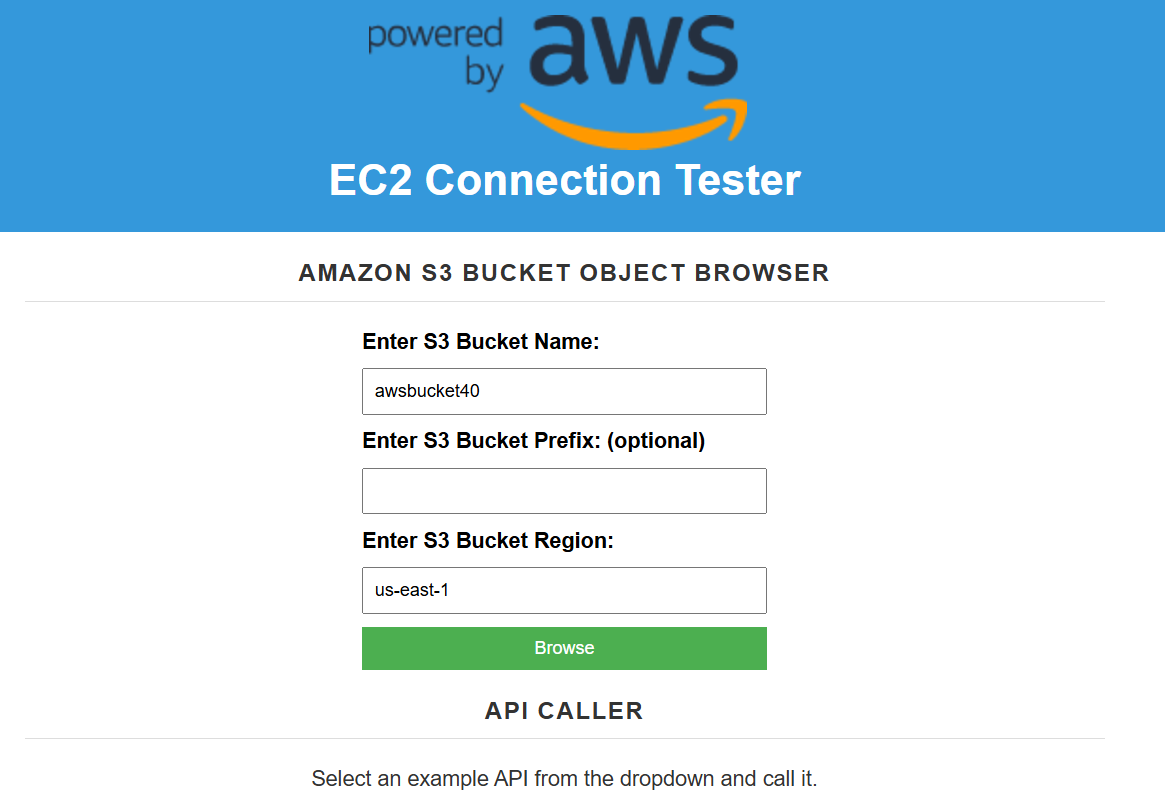 powered
by
aws
EC2 Connection Tester
AMAZON S3 BUCKET OBJECT BROWSER
Enter S3 Bucket Name:
awsbucket40
Enter S3 Bucket Prefix: (optional)
Enter S3 Bucket Region:
us-east-1
Browse
API CALLER
Select an example API from the dropdown and call it.